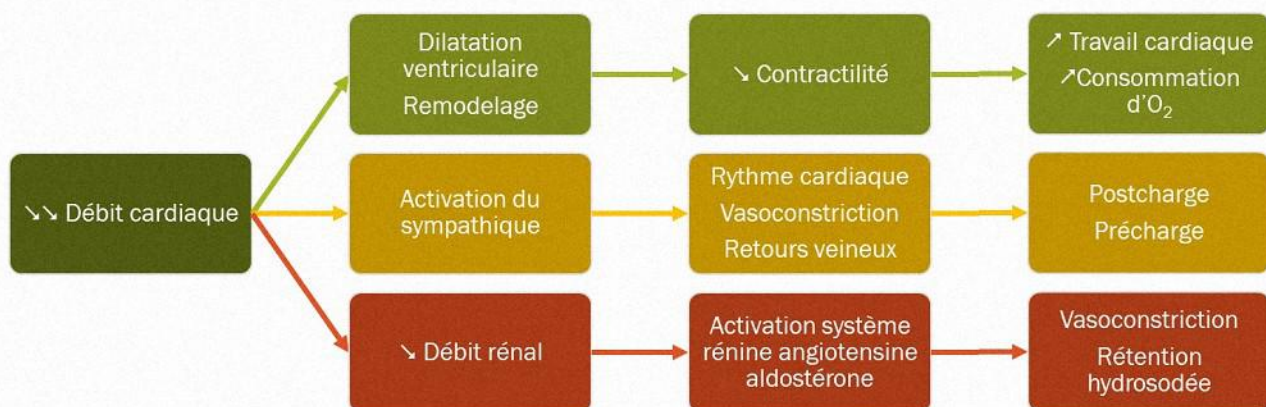 ↘↘ Débit cardiaque
Dilatation
ventriculaire
Remodelage
↘ Contractilité
↗ Travail cardiaque
↗Consommation
d'O₂
Activation du
sympathique
Rythme cardiaque
Vasoconstriction
Retours veineux
Postcharge
Précharge
↘ Débit rénal
Activation système
rénine angiotensine
aldostérone
Vasoconstriction
Rétention
hydrosodée